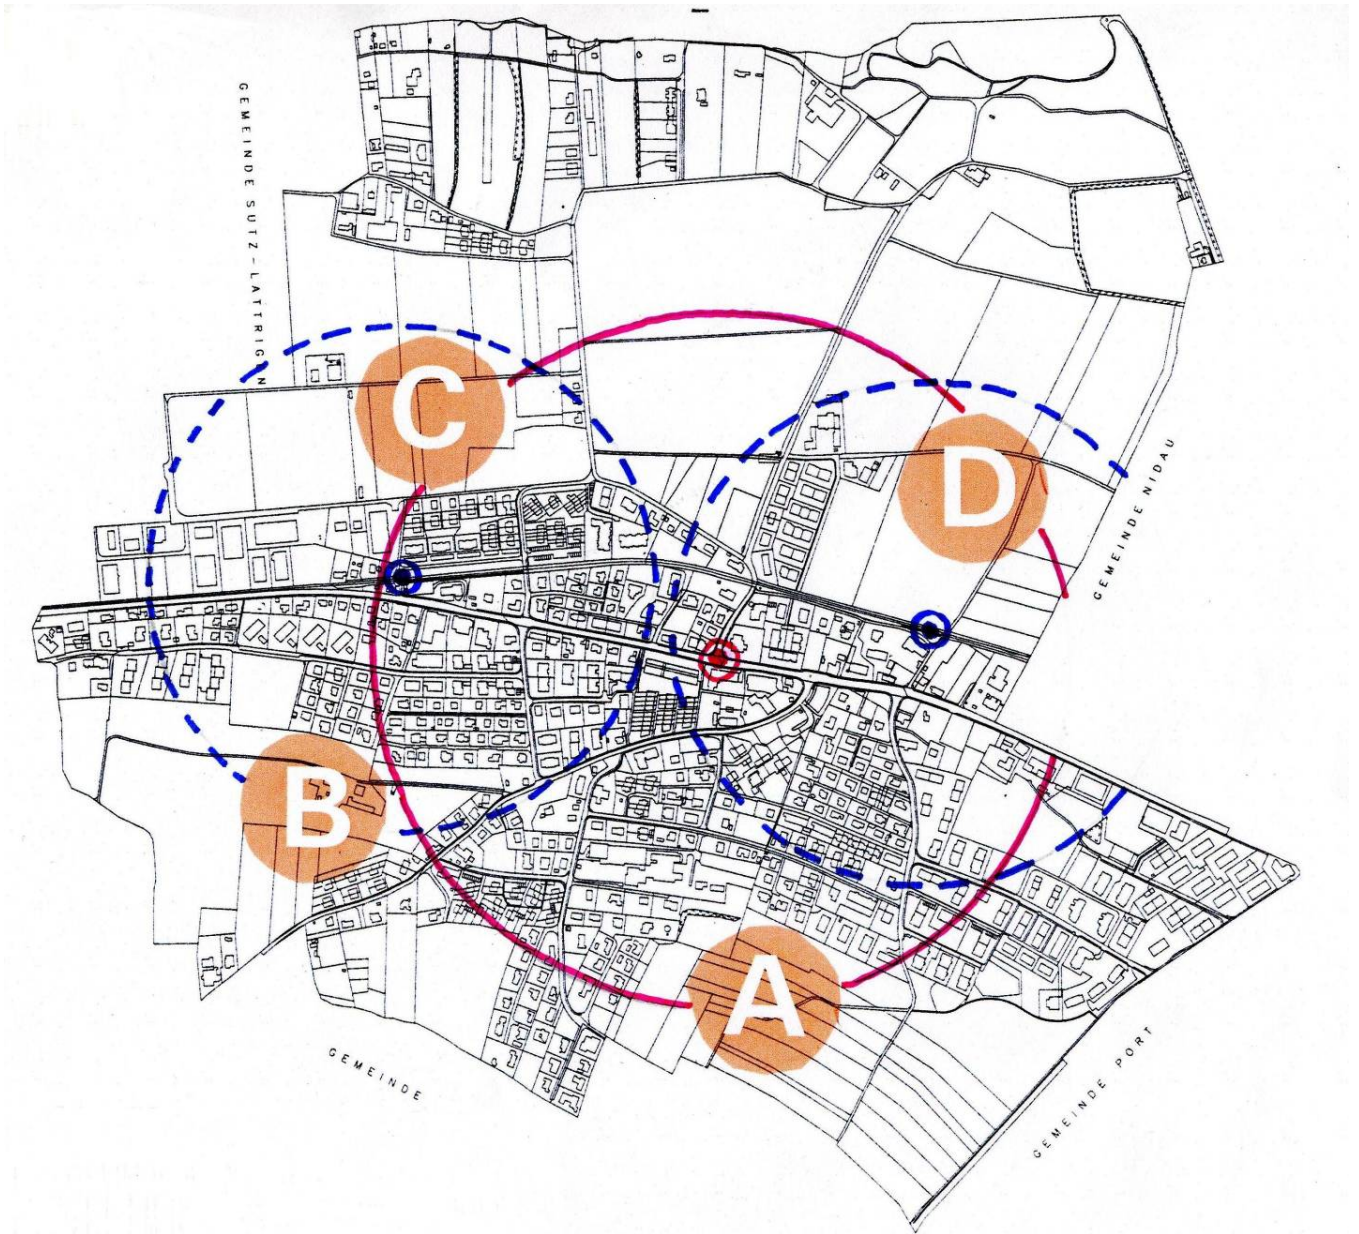 GEMEINDE SUTZ-LATTRIGEN
C
D
GEMEINDE NIDAU
B
A
GEMEINDE
GEMEINDE PORT